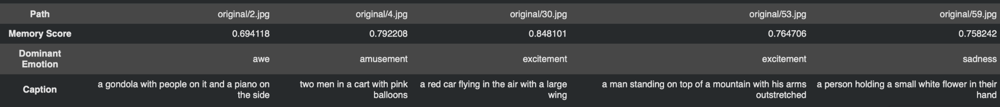 Path original/2.jpg original/4.jpg original/30.jpg original/53.jpg original/59.jpg
Memory Score 0.694118 0.792208 0.848101 0.764706 0.758242
Dominant
Emotion awe amusement excitement excitement sadness
Caption a gondola with people on it and a piano on
the side
two men in a cart with pink
balloons
a red car flying in the air with a large
wing
a man standing on top of a mountain with his arms
outstretched
a person holding a small white flower in their
hand